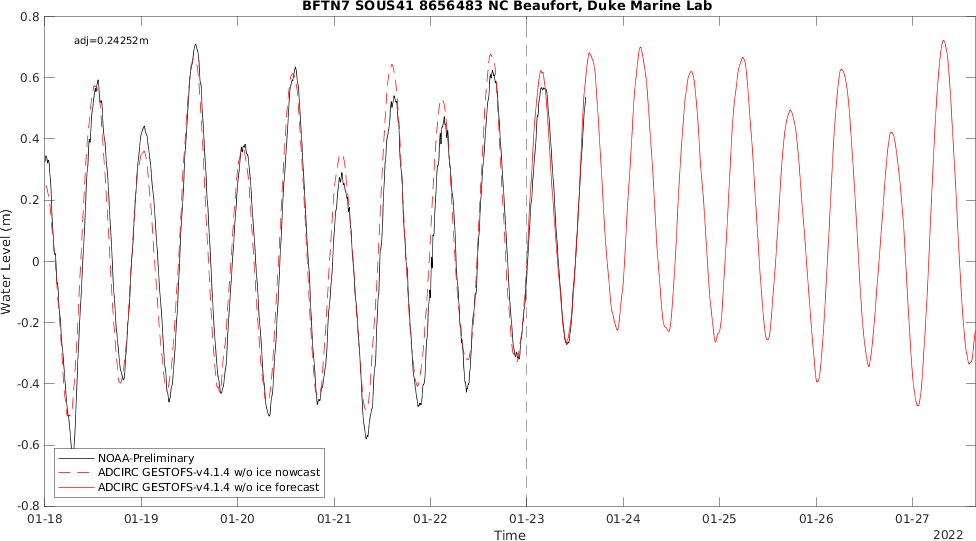 BFTN7 SOUS41 8656483 NC Beaufort, Duke Marine Lab
adj=0.24252m
0.8
0.6
0.4
0.2
0
-0.2
-0.4
-0.6
-0.8
Water Level (m)
NOAA-Preliminary
ADCIRC GESTOFS-v4.1.4 w/o ice nowcast
ADCIRC GESTOFS-v4.1.4 w/o ice forecast
01-18 01-19 01-20 01-21 01-22 01-23 01-24 01-25 01-26 01-27
Time
2022